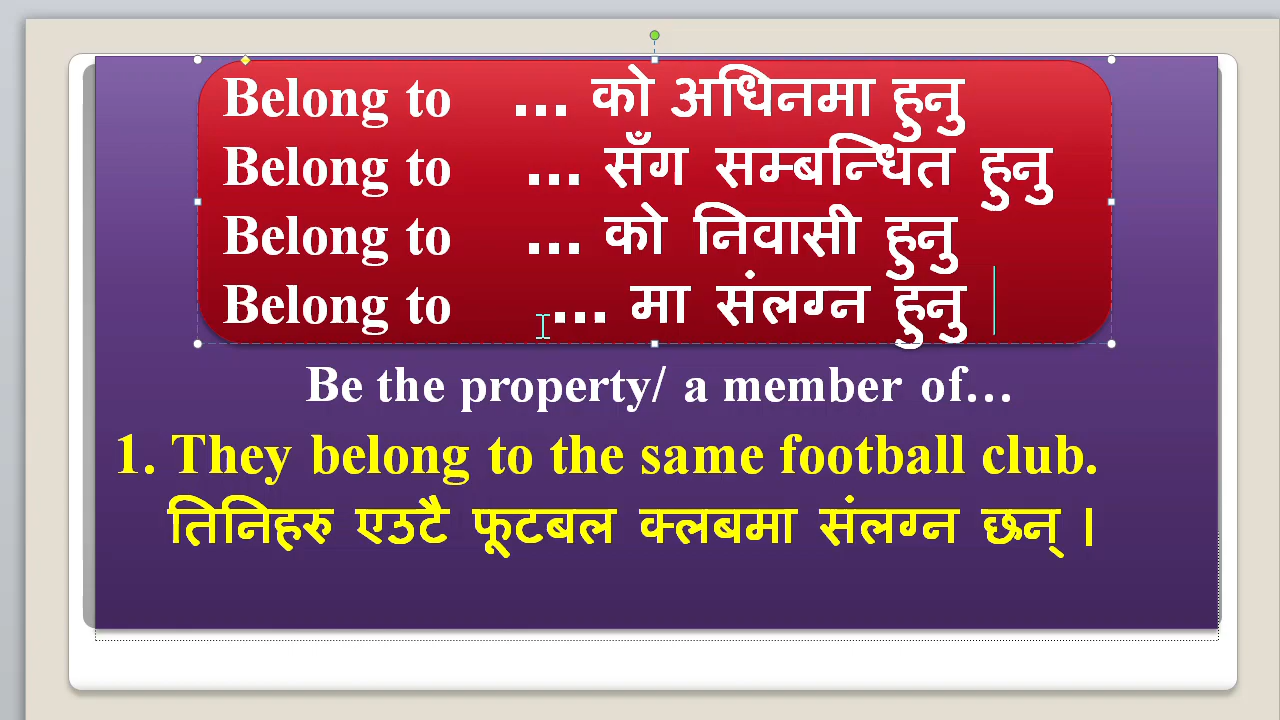 Belong to ... को अधिनमा हुनु
Belong to ... सँग सम्बन्धित हुनु
Belong to ... को निवासी हुनु
Belong to ... मा संलग्न हुनु
Be the property/ a member of...
1. They belong to the same football club.
तिनिहरु एउटै फूटबल क्लबमा संलग्न छन् ।